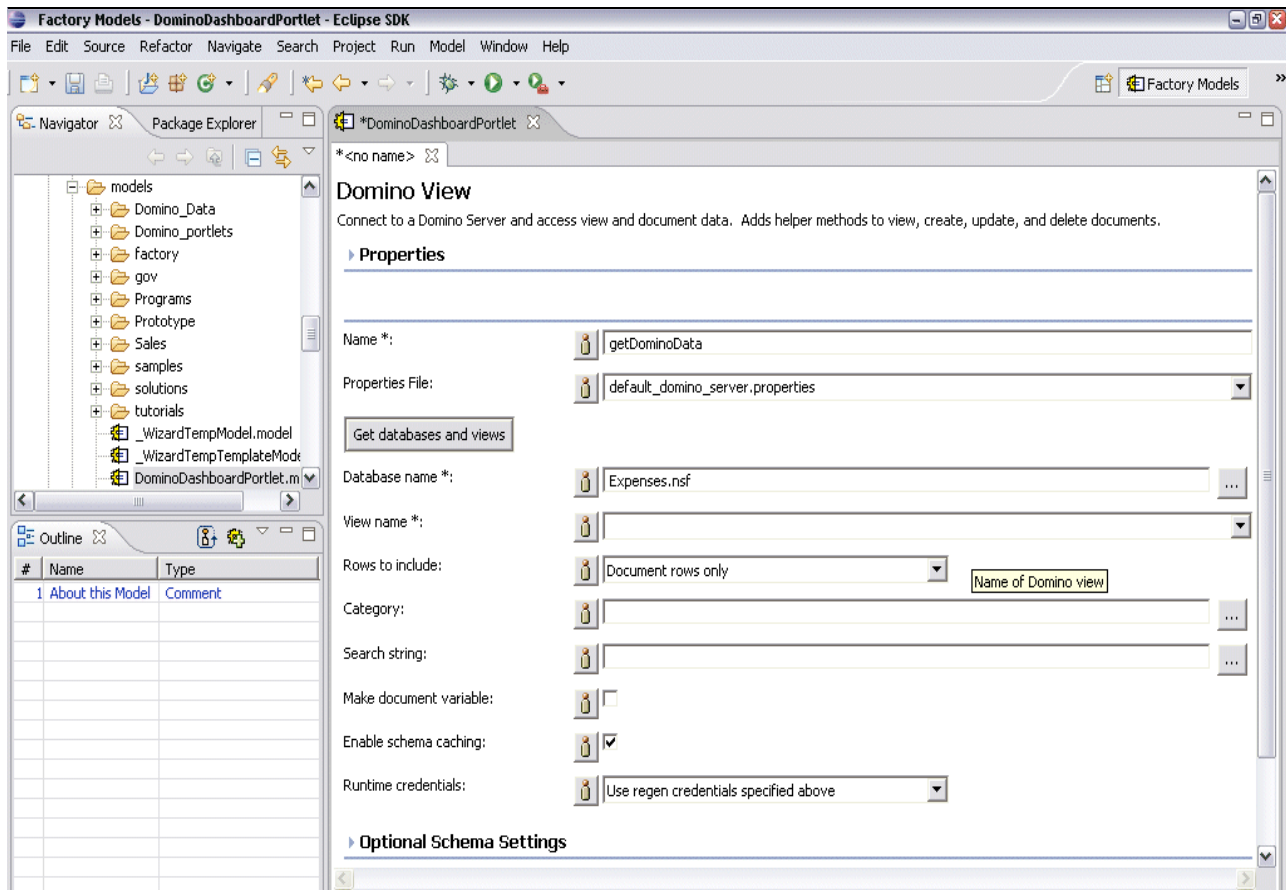 Factory Models - DominoDashboardPortlet - Eclipse SDK
File Edit Source Refactor Navigate Search Project Run Model Window Help
Factory Models
»
Navigator
Package Explorer
*DominoDashboardPortlet
*<no name>
models
Domino_Data
Domino_portlets
factory
gov
Programs
Prototype
Sales
samples
solutions
tutorials
_WizardTempModel.model
_WizardTempTemplateMode
DominoDashboardPortlet.m
Outline
# Name Type
1 About this Model Comment
Domino View
Connect to a Domino Server and access view and document data. Adds helper methods to view, create, update, and delete documents.
Properties
Name *: getDominoData
Properties File: default_domino_server.properties
Get databases and views
Database name *: Expenses.nsf ...
View name *:
Rows to include: Document rows only
Name of Domino view
Category: ...
Search string: ...
Make document variable:
Enable schema caching:
Runtime credentials: Use regen credentials specified above
Optional Schema Settings